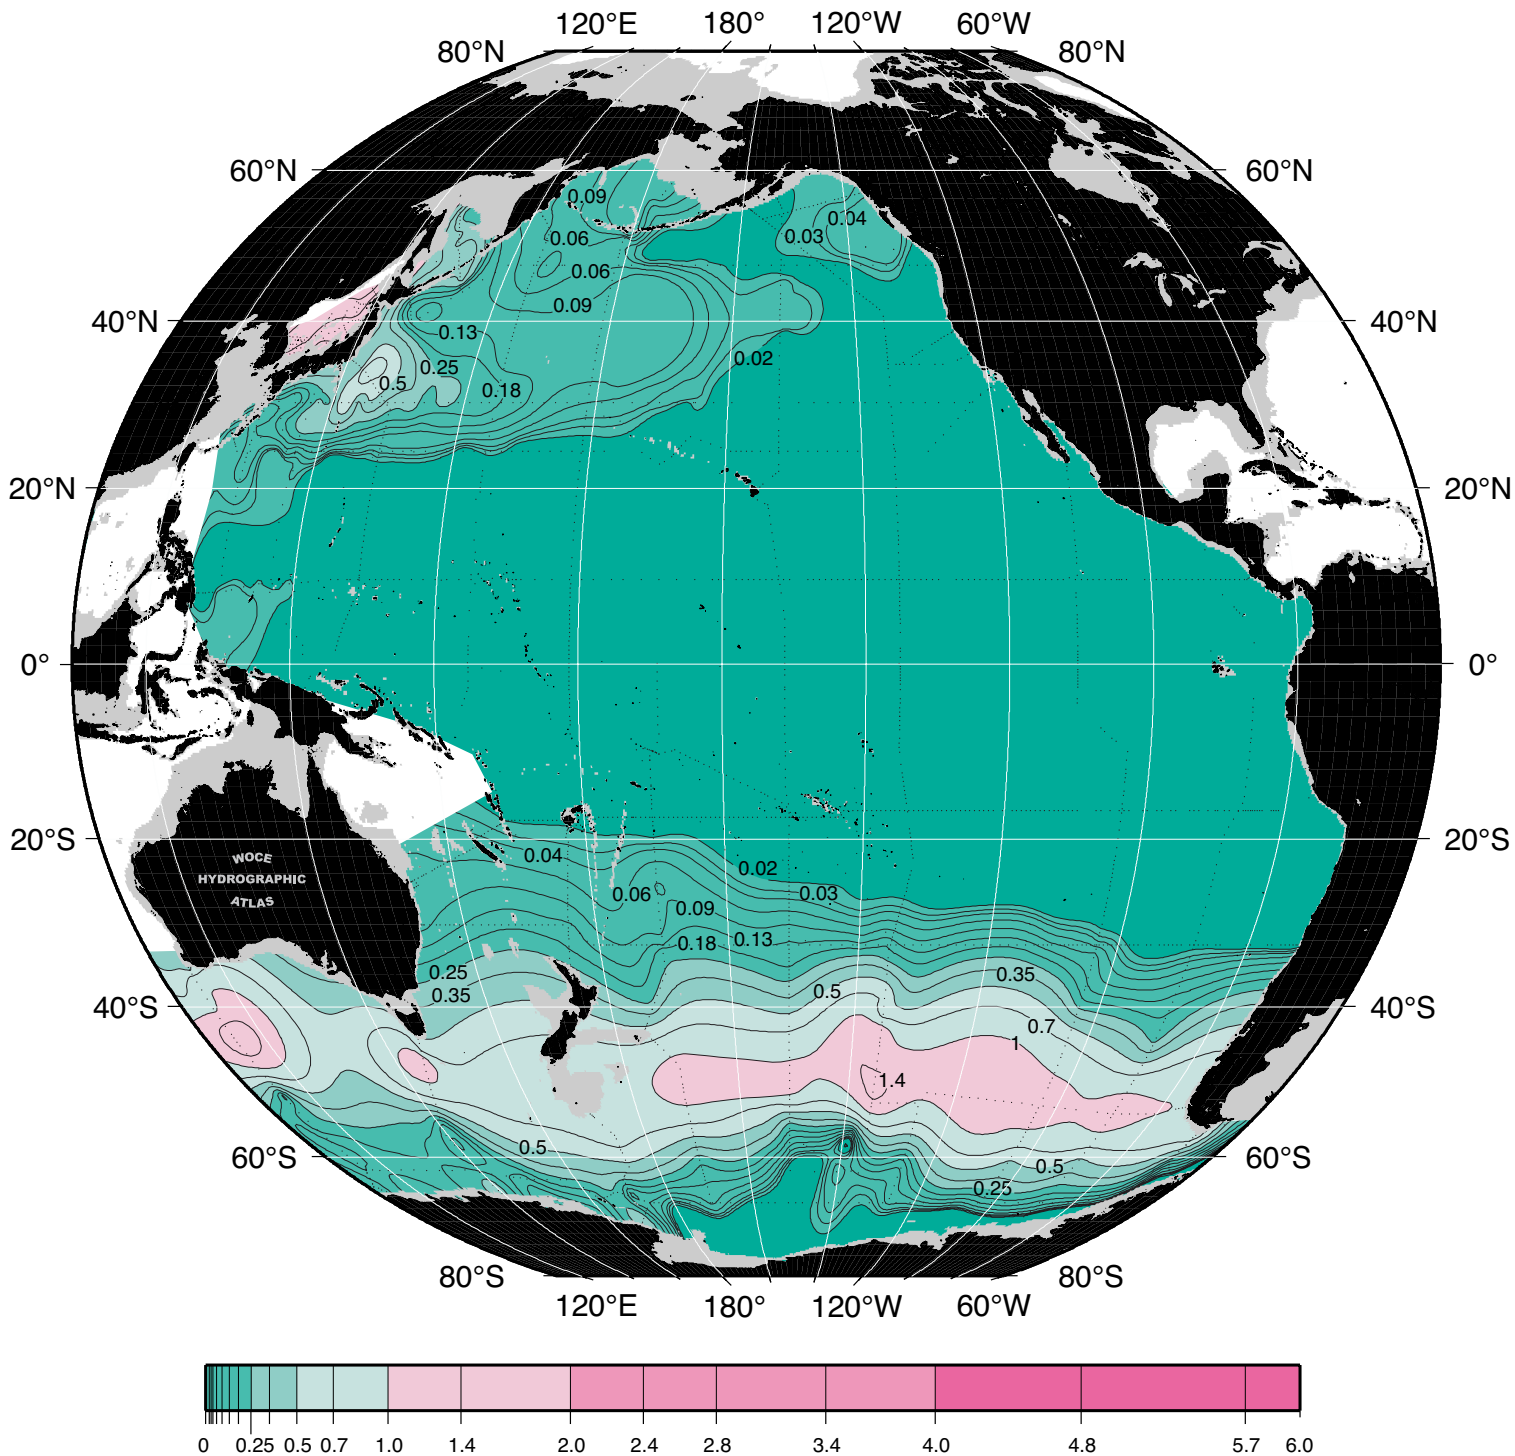 120°E 180° 120°W 60°W
80°N 80°N
60°N 60°N
0.09
0.04
0.03
0.06
0.06
0.09
40°N 40°N
0.13
0.02
0.25
0.5
0.18
20°N 20°N
0° 0°
20°S 20°S
0.04
WOCE
HYDROGRAPHIC
ATLAS
0.02
0.03
0.06
0.09
0.18 0.13
0.25
0.35
0.35
0.5
40°S 40°S
0.7
1
1.4
0.5
60°S 60°S
0.5
0.25
80°S 80°S
120°E 180° 120°W 60°W
0 0.25 0.5 0.7 1.0 1.4 2.0 2.4 2.8 3.4 4.0 4.8 5.7 6.0